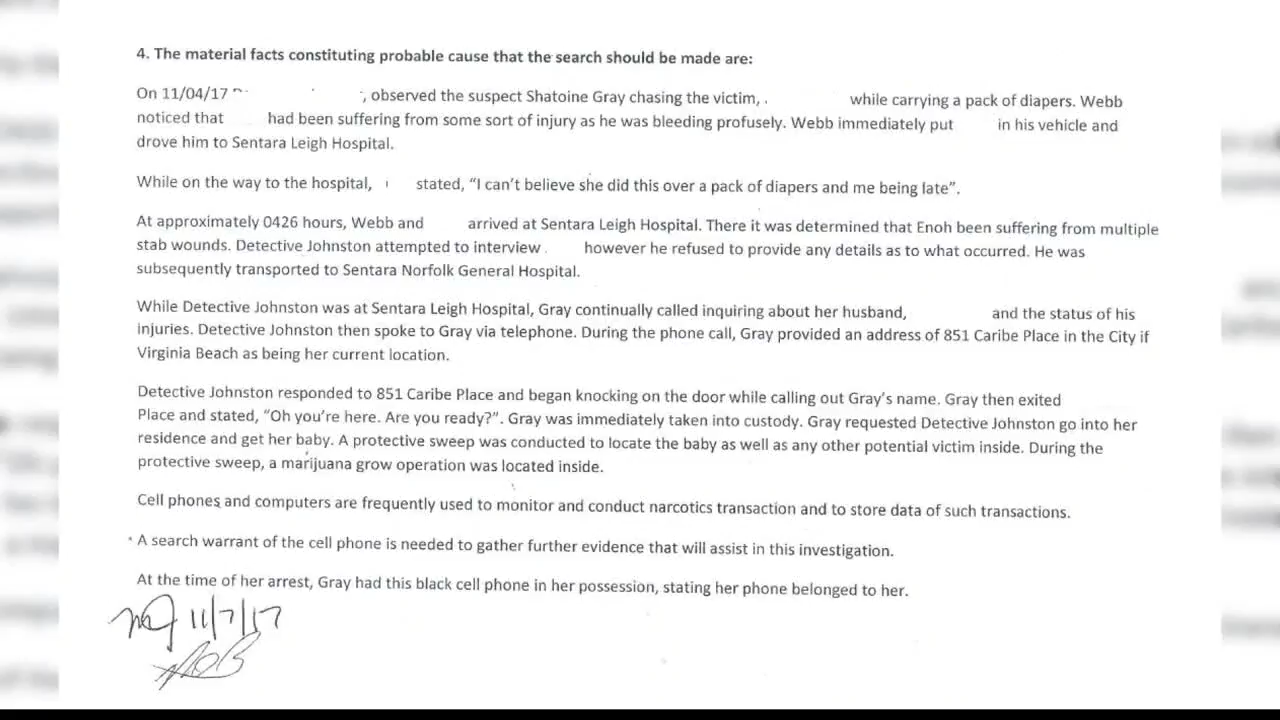 4. The material facts constituting probable cause that the search should be made are:
On 11/04/17 , observed the suspect Shatoine Gray chasing the victim, . while carrying a pack of diapers. Webb
noticed that had been suffering from some sort of injury as he was bleeding profusely. Webb immediately put in his vehicle and
drove him to Sentara Leigh Hospital.
While on the way to the hospital, stated, “I can’t believe she did this over a pack of diapers and me being late”.
At approximately 0426 hours, Webb and arrived at Sentara Leigh Hospital. There it was determined that Enoh been suffering from multiple
stab wounds. Detective Johnston attempted to interview . however he refused to provide any details as to what occurred. He was
subsequently transported to Sentara Norfolk General Hospital.
While Detective Johnston was at Sentara Leigh Hospital, Gray continually called inquiring about her husband, and the status of his
injuries. Detective Johnston then spoke to Gray via telephone. During the phone call, Gray provided an address of 851 Caribe Place in the City if
Virginia Beach as being her current location.
Detective Johnston responded to 851 Caribe Place and began knocking on the door while calling out Gray’s name. Gray then exited
Place and stated, “Oh you’re here. Are you ready?”. Gray was immediately taken into custody. Gray requested Detective Johnston go into her
residence and get her baby. A protective sweep was conducted to locate the baby as well as any other potential victim inside. During the
protective sweep, a marijuana grow operation was located inside.
Cell phones and computers are frequently used to monitor and conduct narcotics transaction and to store data of such transactions.
A search warrant of the cell phone is needed to gather further evidence that will assist in this investigation.
At the time of her arrest, Gray had this black cell phone in her possession, stating her phone belonged to her.
11/7/17